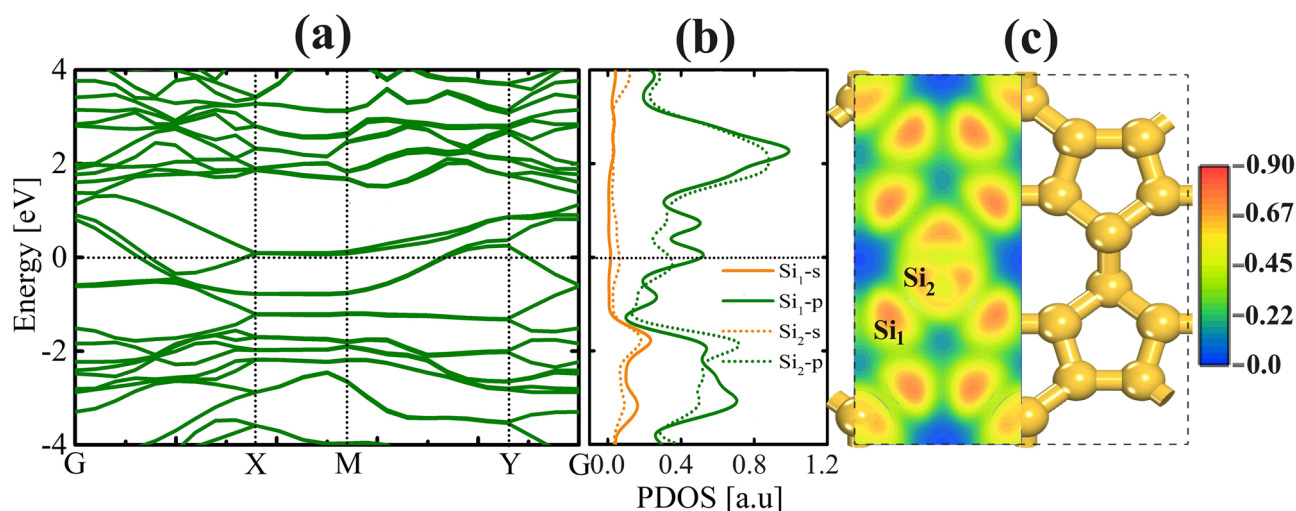 (a)
(b)
(c)
Energy [eV]
4
2
0
-2
-4
G
X
M
Y
G
Si1-s
Si1-p
Si2-s
Si2-p
0.0
0.4
0.8
1.2
PDOS [a.u]
Si2
Si1
0.90
0.67
0.45
0.22
0.0